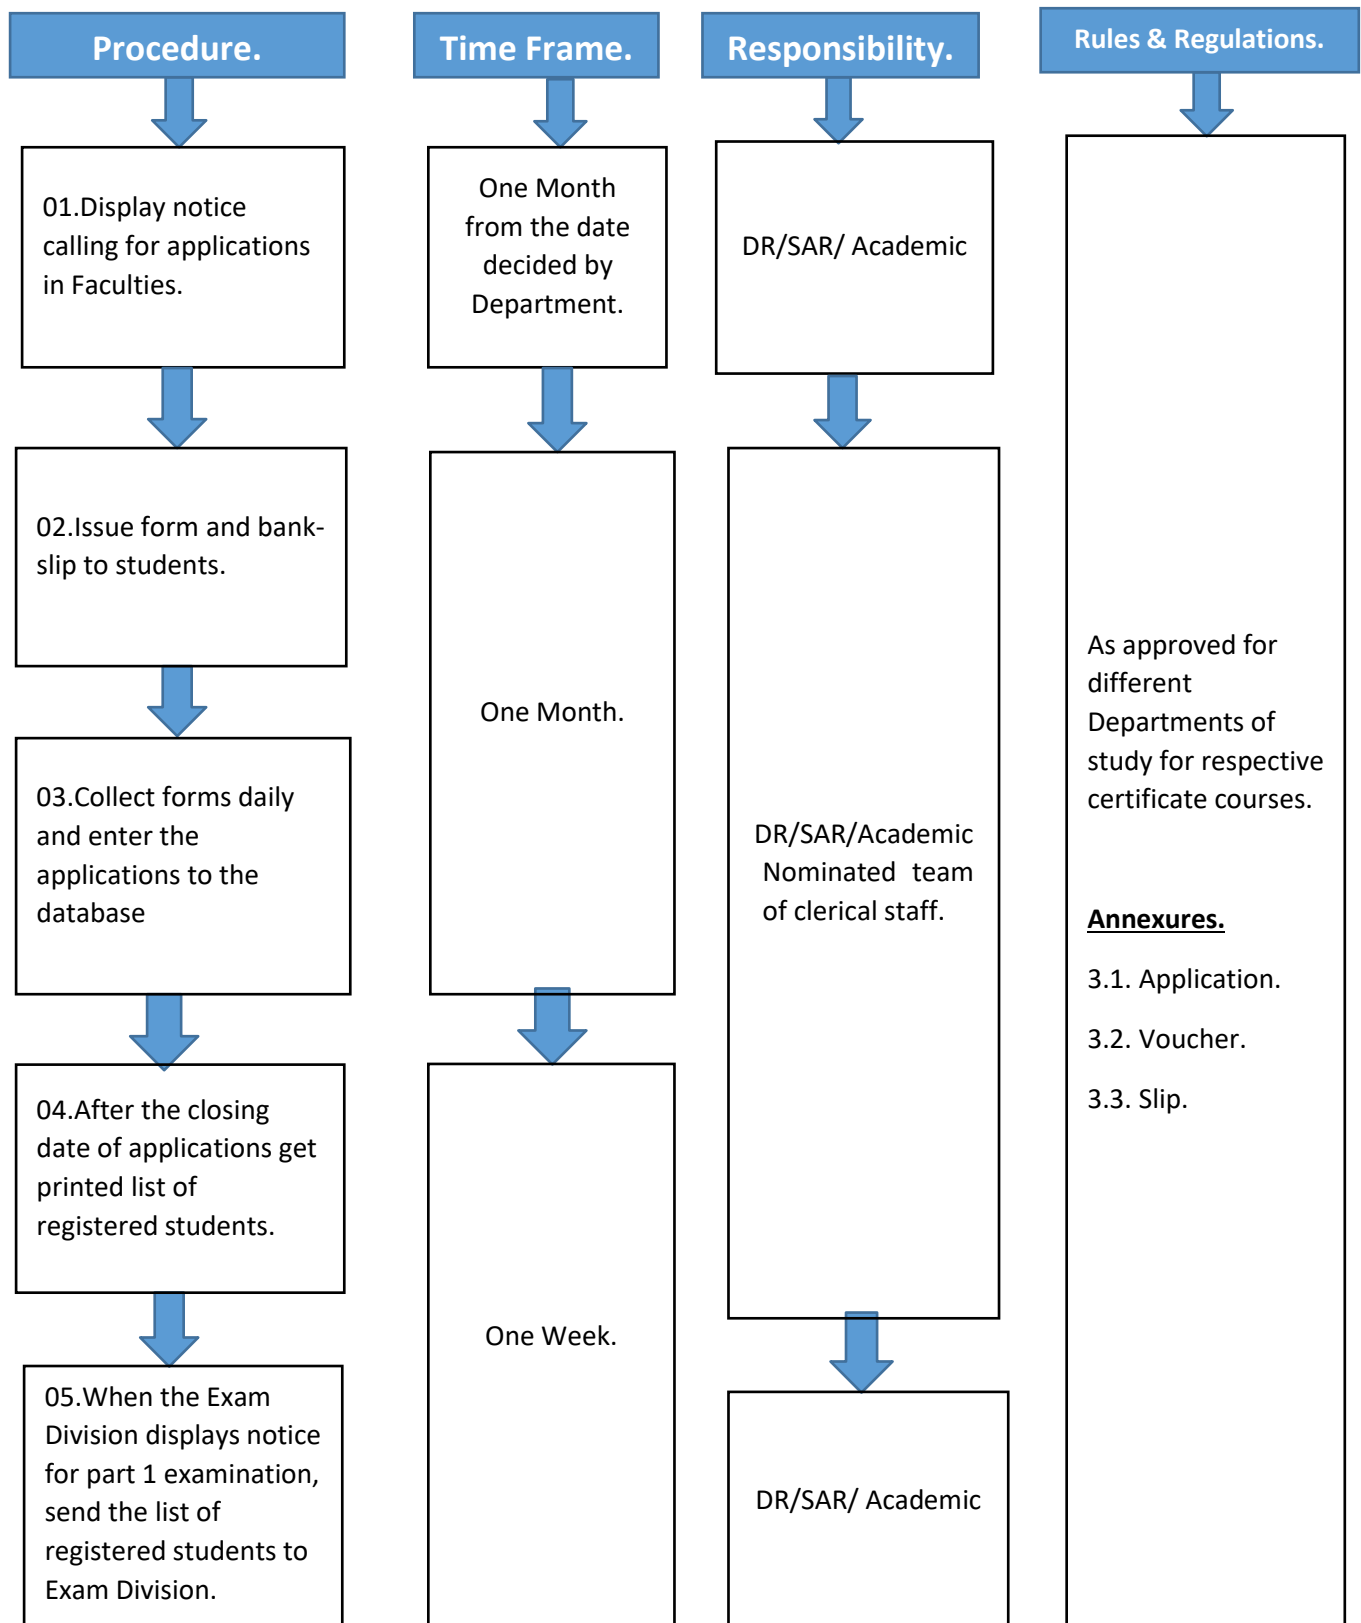 Procedure.
Time Frame.
Responsibility.
Rules & Regulations.
01.Display notice
calling for applications
in Faculties.
02.Issue form and bank-
slip to students.
03.Collect forms daily
and enter the
applications to the
database
04.After the closing
date of applications get
printed list of
registered students.
05.When the Exam
Division displays notice
for part 1 examination,
send the list of
registered students to
Exam Division.
One Month
from the date
decided by
Department.
One Month.
One Week.
DR/SAR/ Academic
DR/SAR/Academic
Nominated team
of clerical staff.
DR/SAR/ Academic
As approved for
different
Departments of
study for respective
certificate courses.
Annexures.
3.1. Application.
3.2. Voucher.
3.3. Slip.